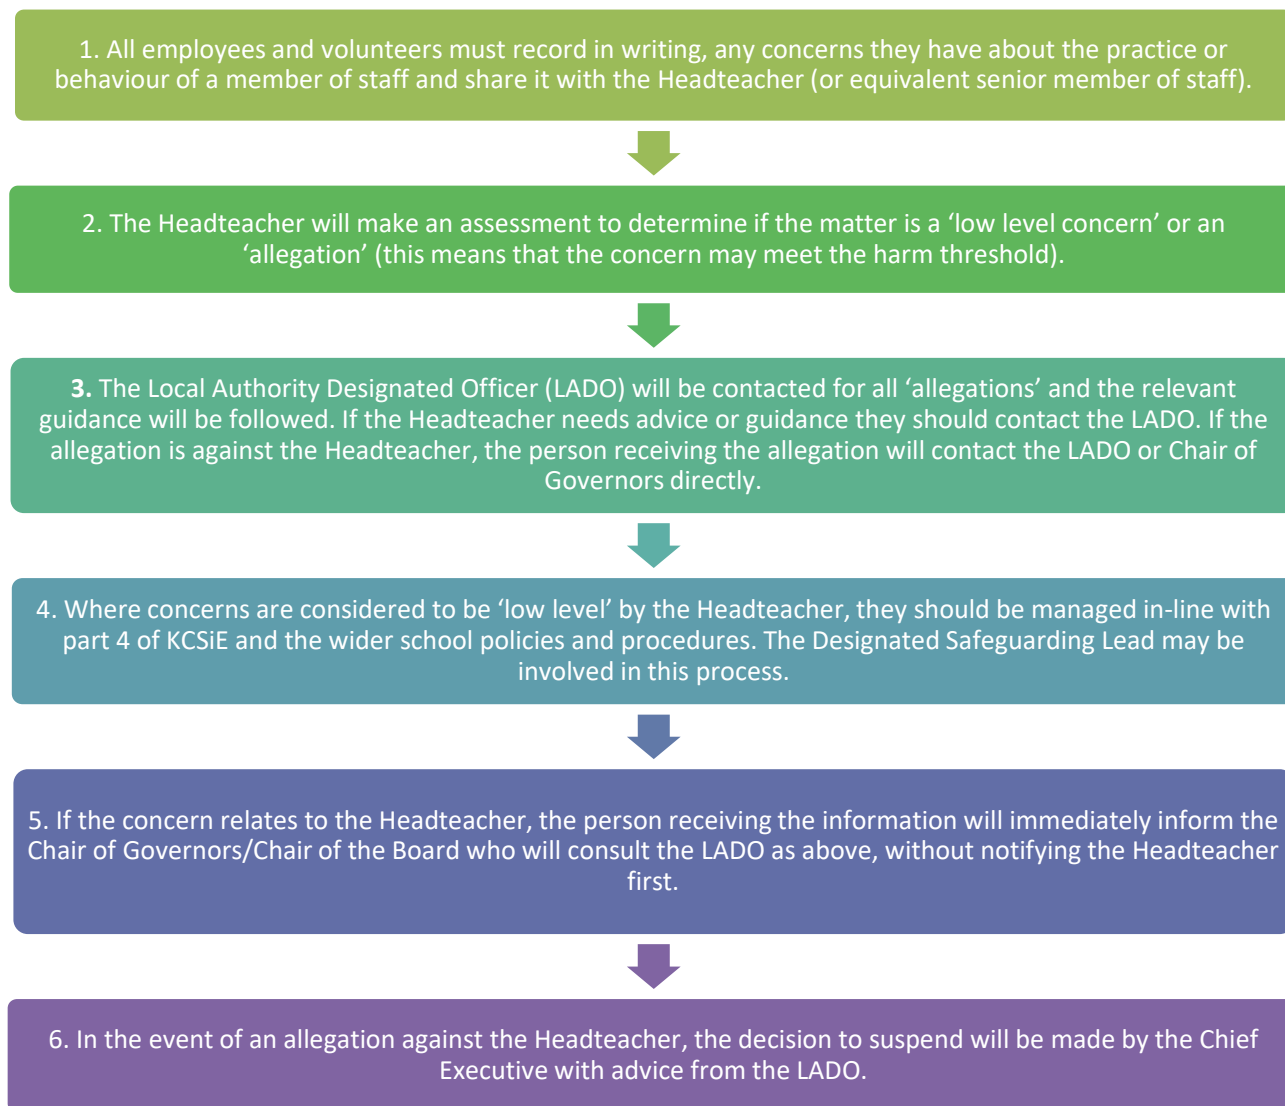 1. All employees and volunteers must record in writing, any concerns they have about the practice or
behaviour of a member of staff and share it with the Headteacher (or equivalent senior member of staff).
2. The Headteacher will make an assessment to determine if the matter is a ‘low level concern’ or an
‘allegation’ (this means that the concern may meet the harm threshold).
3. The Local Authority Designated Officer (LADO) will be contacted for all ‘allegations’ and the relevant
guidance will be followed. If the Headteacher needs advice or guidance they should contact the LADO. If the
allegation is against the Headteacher, the person receiving the allegation will contact the LADO or Chair of
Governors directly.
4. Where concerns are considered to be ‘low level’ by the Headteacher, they should be managed in-line with
part 4 of KCSiE and the wider school policies and procedures. The Designated Safeguarding Lead may be
involved in this process.
5. If the concern relates to the Headteacher, the person receiving the information will immediately inform the
Chair of Governors/Chair of the Board who will consult the LADO as above, without notifying the Headteacher
first.
6. In the event of an allegation against the Headteacher, the decision to suspend will be made by the Chief
Executive with advice from the LADO.